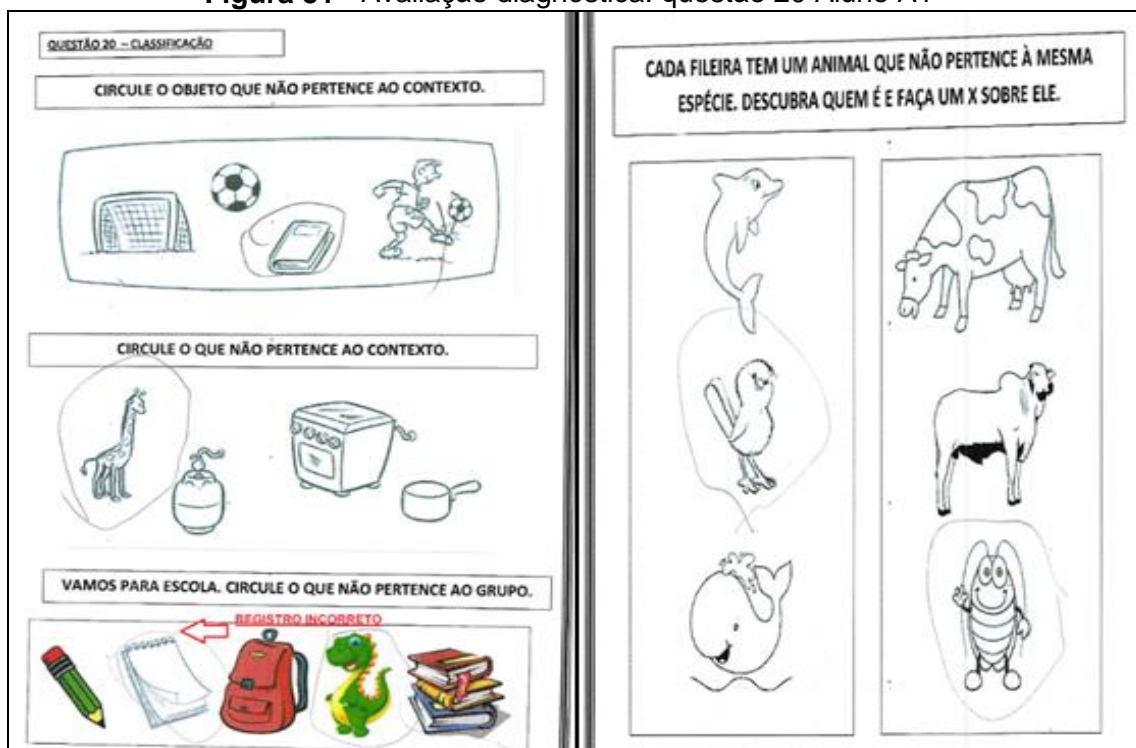 Figura 31 - Avaliação diagnóstica: questão 20 Aluno A1
QUESTÃO 20 – CLASSIFICAÇÃO
CIRCULE O OBJETO QUE NÃO PERTENCE AO CONTEXTO.
CIRCULE O QUE NÃO PERTENCE AO CONTEXTO.
VAMOS PARA ESCOLA. CIRCULE O QUE NÃO PERTENCE AO GRUPO.
REGISTRO INCORRETO
CADA FILEIRA TEM UM ANIMAL QUE NÃO PERTENCE À MESMA
ESPÉCIE. DESCUBRA QUEM É E FAÇA UM X SOBRE ELE.